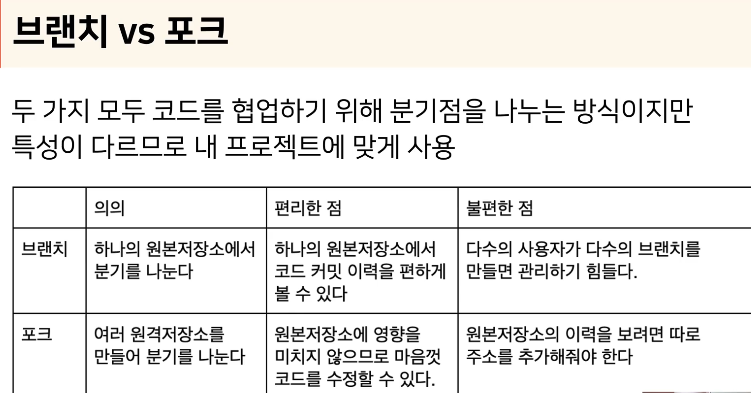 브랜치 vs 포크
두 가지 모두 코드를 협업하기 위해 분기점을 나누는 방식이지만
특성이 다르므로 내 프로젝트에 맞게 사용
의의 편리한 점 불편한 점
브랜치 하나의 원본저장소에서 하나의 원본저장소에서 다수의 사용자가 다수의 브랜치를
분기를 나눈다 코드 커밋 이력을 편하게 만들면 관리하기 힘들다.
볼 수 있다
포크 여러 원격저장소를 원본저장소에 영향을 원본저장소의 이력을 보려면 따로
만들어 분기를 나눈다 미치지 않으므로 마음껏 주소를 추가해줘야 한다
코드를 수정할 수 있다.